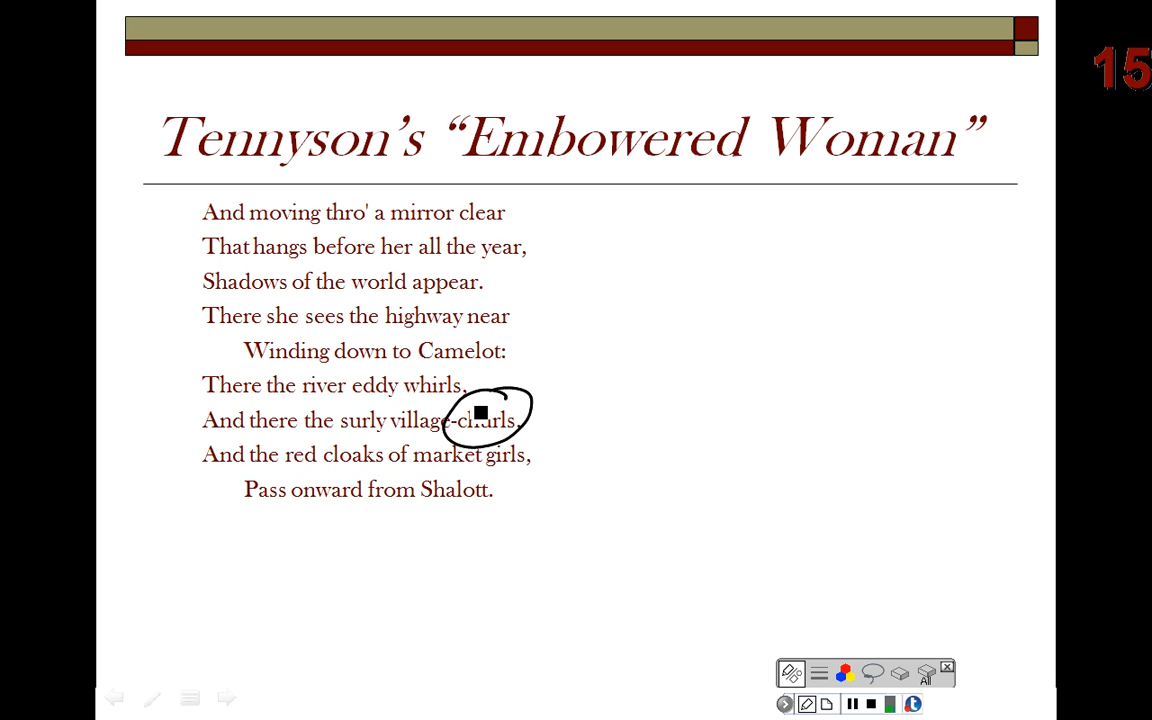 15
Tennyson's “Embowered Woman”
And moving thro' a mirror clear
That hangs before her all the year,
Shadows of the world appear.
There she sees the highway near
Winding down to Camelot:
There the river eddy whirls,
And there the surly village-churls,
And the red cloaks of market girls,
Pass onward from Shalott.
All